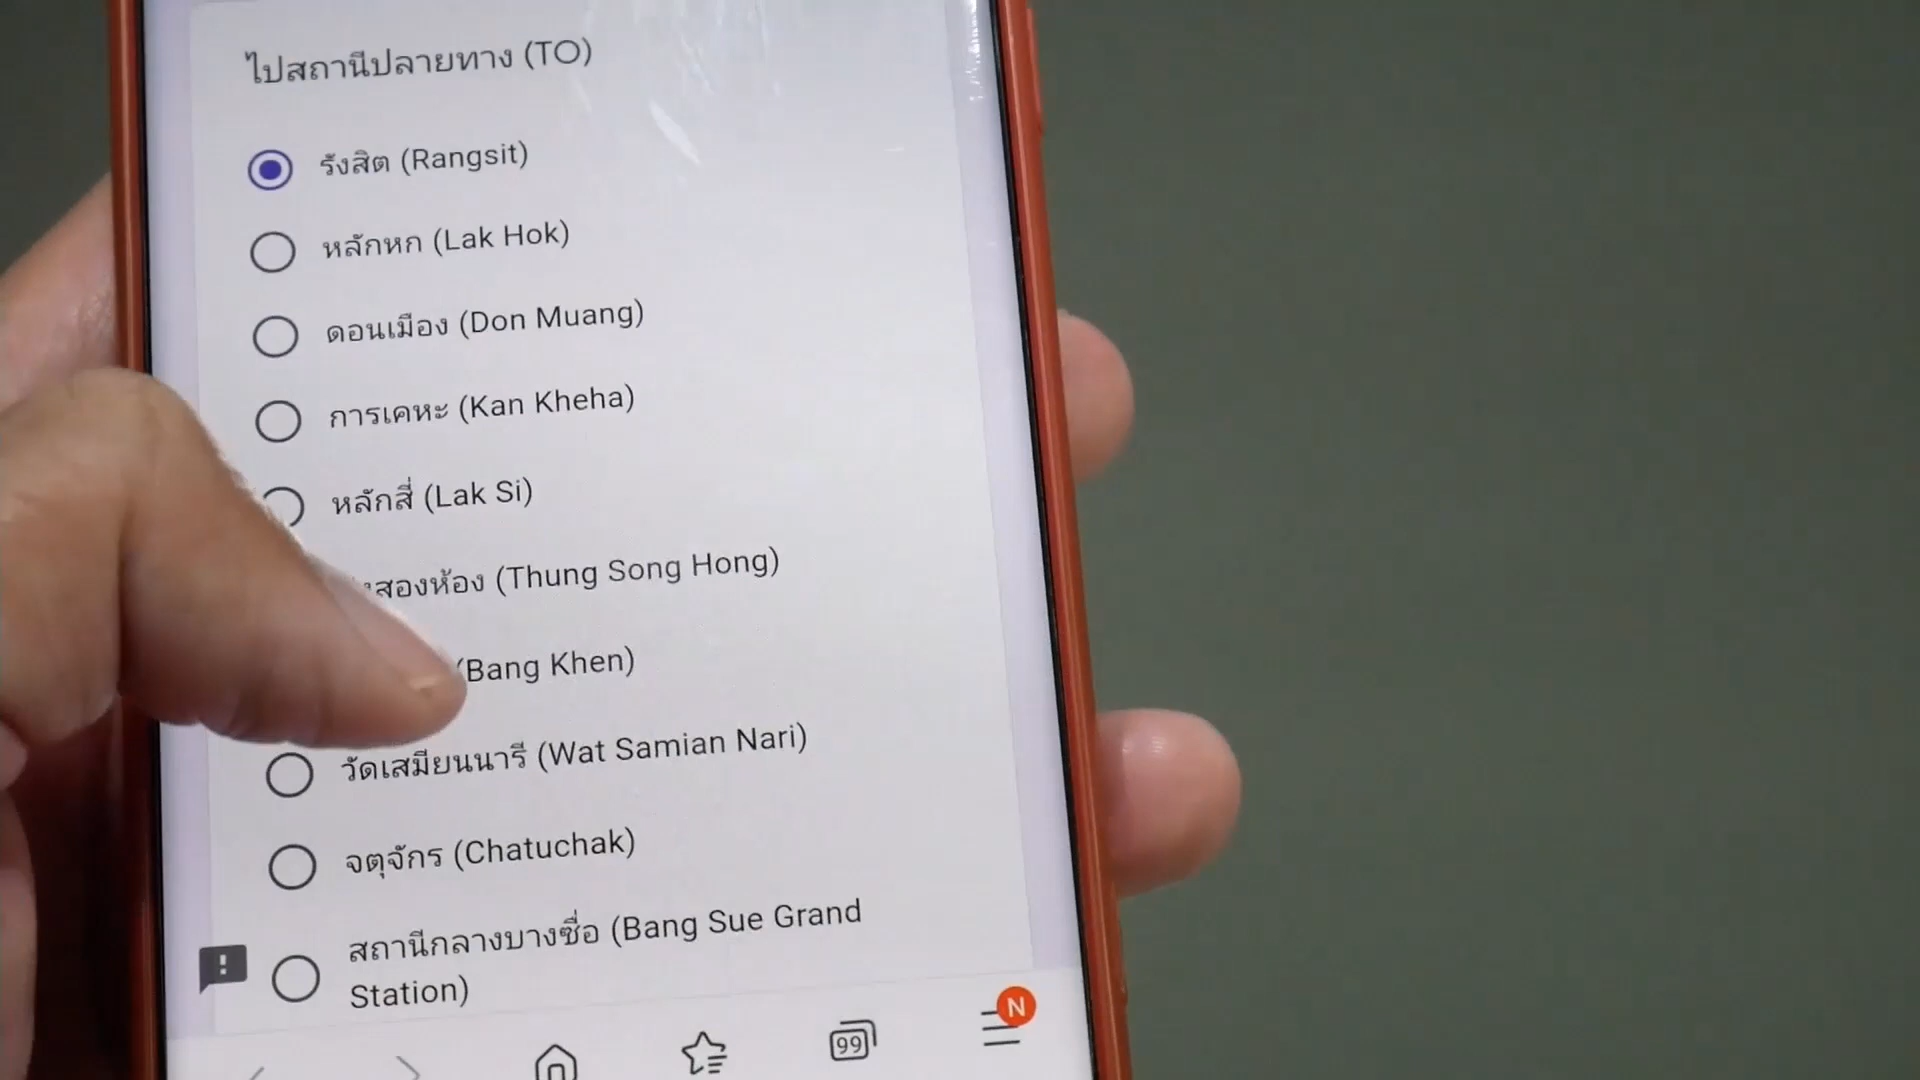 ไปสถานีปลายทาง (TO)
รังสิต (Rangsit)
หลักหก (Lak Hok)
ดอนเมือง (Don Muang)
การเคหะ (Kan Kheha)
หลักสี่ (Lak Si)
สองห้อง (Thung Song Hong)
(Bang Khen)
วัดเสมียนนารี (Wat Samian Nari)
จตุจักร (Chatuchak)
สถานีกลางบางซื่อ (Bang Sue Grand
Station)
99
N